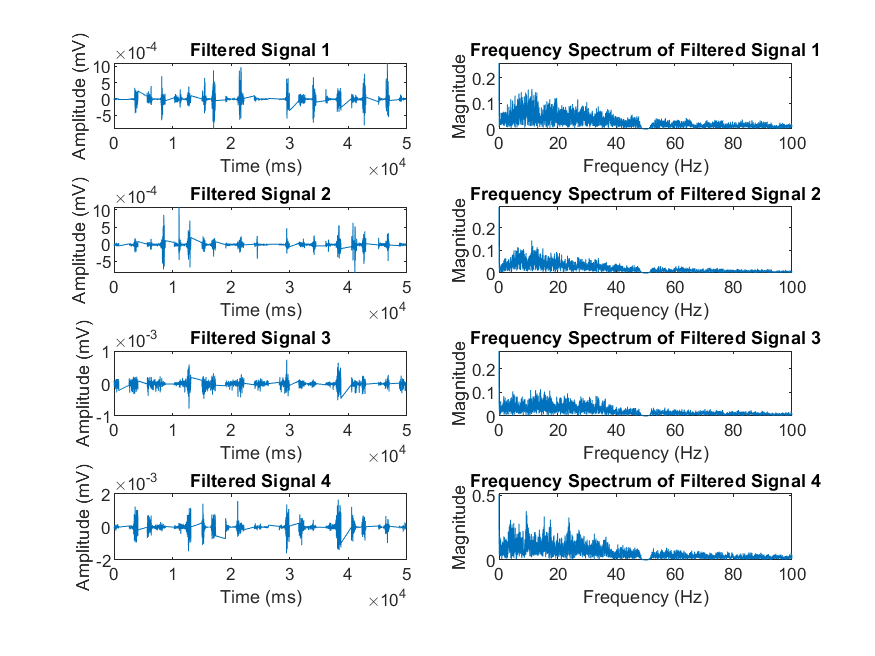 Filtered Signal 1
×10-4
Amplitude (mV)
10
5
0
-5
0 1 2 3 4 5
Time (ms)
×104
Frequency Spectrum of Filtered Signal 1
Magnitude
0.2
0.1
0
0 20 40 60 80 100
Frequency (Hz)
Filtered Signal 2
×10-4
Amplitude (mV)
10
5
0
-5
0 1 2 3 4 5
Time (ms)
×104
Frequency Spectrum of Filtered Signal 2
Magnitude
0.2
0.1
0
0 20 40 60 80 100
Frequency (Hz)
Filtered Signal 3
×10-3
Amplitude (mV)
1
0
-1
0 1 2 3 4 5
Time (ms)
×104
Frequency Spectrum of Filtered Signal 3
Magnitude
0.2
0.1
0
0 20 40 60 80 100
Frequency (Hz)
Filtered Signal 4
×10-3
Amplitude (mV)
2
0
-2
0 1 2 3 4 5
Time (ms)
×104
Frequency Spectrum of Filtered Signal 4
Magnitude
0.5
0
0 20 40 60 80 100
Frequency (Hz)